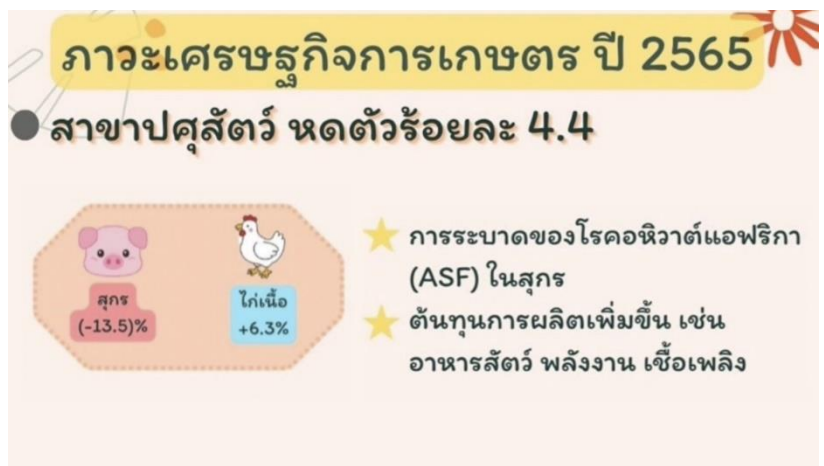 ภาวะเศรษฐกิจการเกษตร ปี 2565
สาขาปศุสัตว์ หดตัวร้อยละ 4.4
สุกร
(-13.5)%
ไก่เนื้อ
+6.3%
การระบาดของโรคอหิวาต์แอฟริกา
(ASF) ในสุกร
ต้นทุนการผลิตเพิ่มขึ้น เช่น
อาหารสัตว์ พลังงาน เชื้อเพลิง